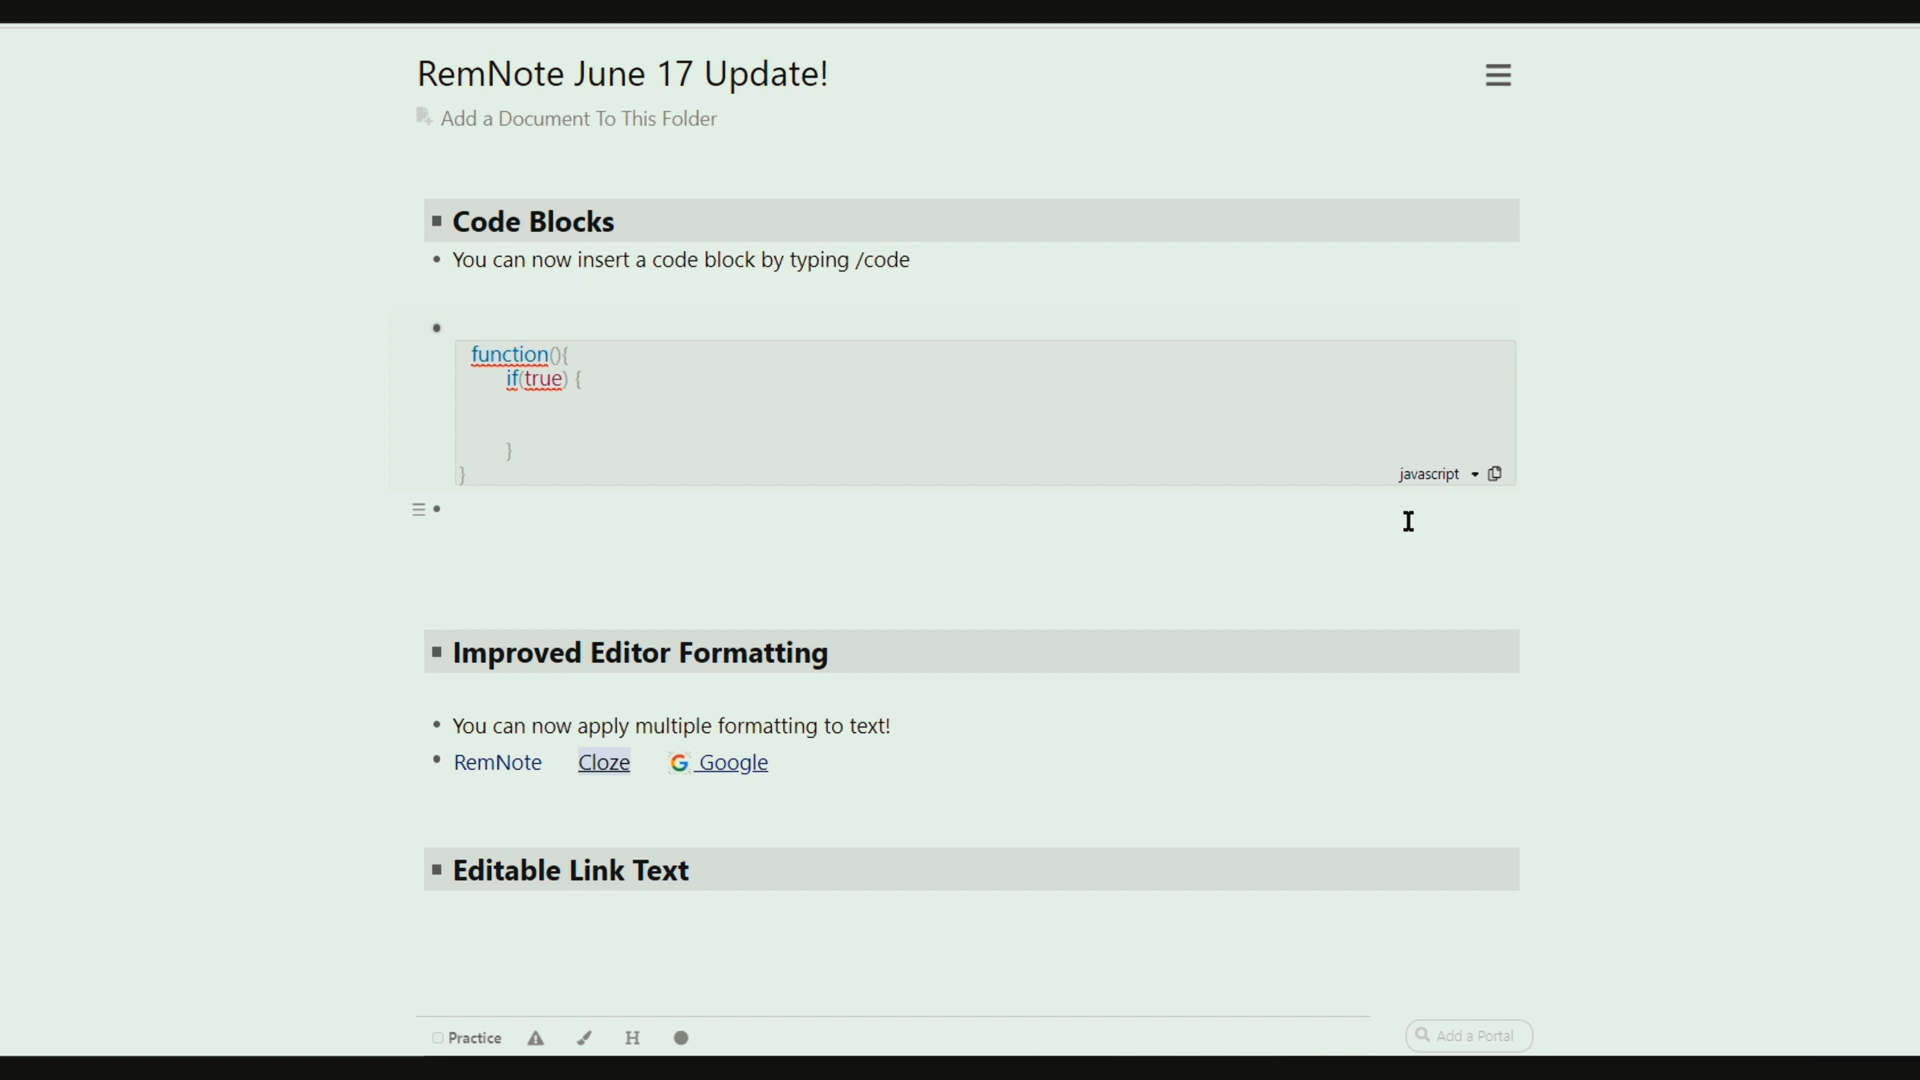 RemNote June 17 Update!
Add a Document To This Folder
Code Blocks
You can now insert a code block by typing /code
function(){
if(true) {
}
}
javascript
Improved Editor Formatting
You can now apply multiple formatting to text!
RemNote Cloze Google
Editable Link Text
Practice H Add a Portal